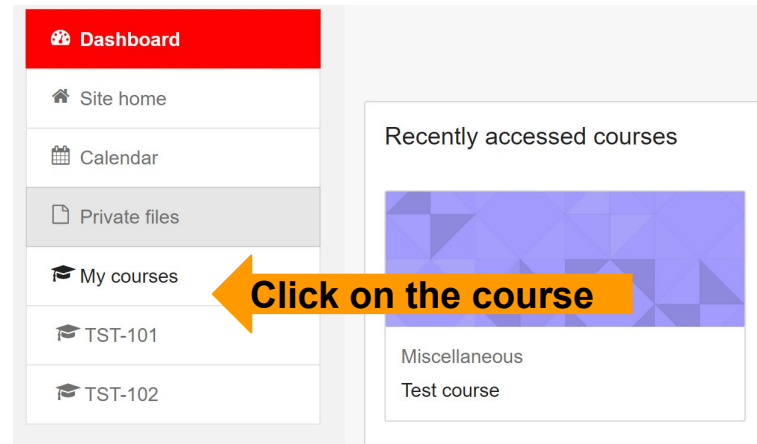 Dashboard
Site home
Calendar
Private files
My courses
TST-101
TST-102
Click on the course
Recently accessed courses
Miscellaneous
Test course